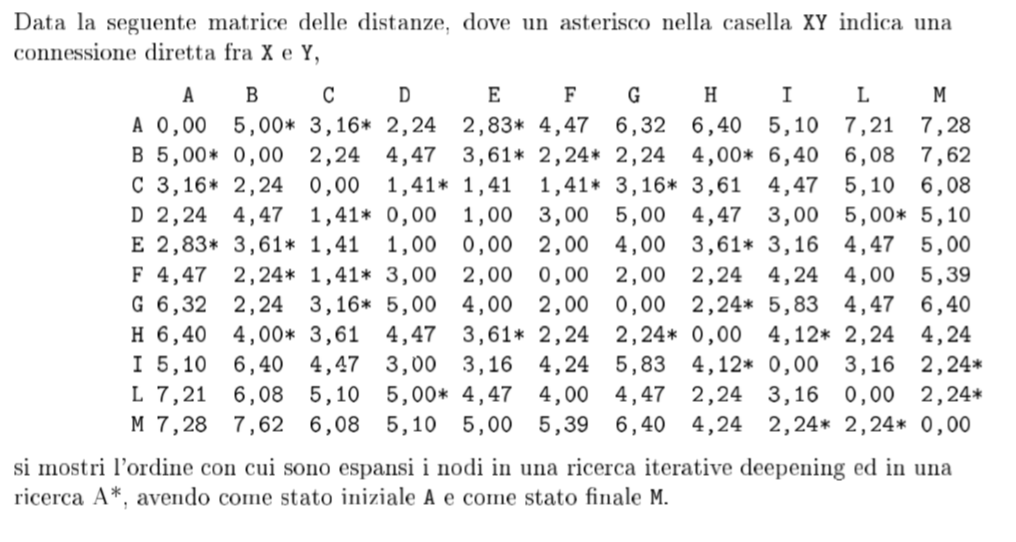 Data la seguente matrice delle distanze, dove un asterisco nella casella XY indica una
connessione diretta fra X e Y,
A B C D E F G H I L M
A 0,00 5,00* 3,16* 2,24 2,83* 4,47 6,32 6,40 5,10 7,21 7,28
B 5,00* 0,00 2,24 4,47 3,61* 2,24* 2,24 4,00* 6,40 6,08 7,62
C 3,16* 2,24 0,00 1,41* 1,41 1,41* 3,16* 3,61 4,47 5,10 6,08
D 2,24 4,47 1,41* 0,00 1,00 3,00 5,00 4,47 3,00 5,00* 5,10
E 2,83* 3,61* 1,41 1,00 0,00 2,00 4,00 3,61* 3,16 4,47 5,00
F 4,47 2,24* 1,41* 3,00 2,00 0,00 2,00 2,24 4,24 4,00 5,39
G 6,32 2,24 3,16* 5,00 4,00 2,00 0,00 2,24* 5,83 4,47 6,40
H 6,40 4,00* 3,61 4,47 3,61* 2,24 2,24* 0,00 4,12* 2,24 4,24
I 5,10 6,40 4,47 3,00 3,16 4,24 5,83 4,12* 0,00 3,16 2,24*
L 7,21 6,08 5,10 5,00* 4,47 4,00 4,47 2,24 3,16 0,00 2,24*
M 7,28 7,62 6,08 5,10 5,00 5,39 6,40 4,24 2,24* 2,24* 0,00
si mostri l'ordine con cui sono espansi i nodi in una ricerca iterative deepening ed in una
ricerca A*, avendo come stato iniziale A e come stato finale M.